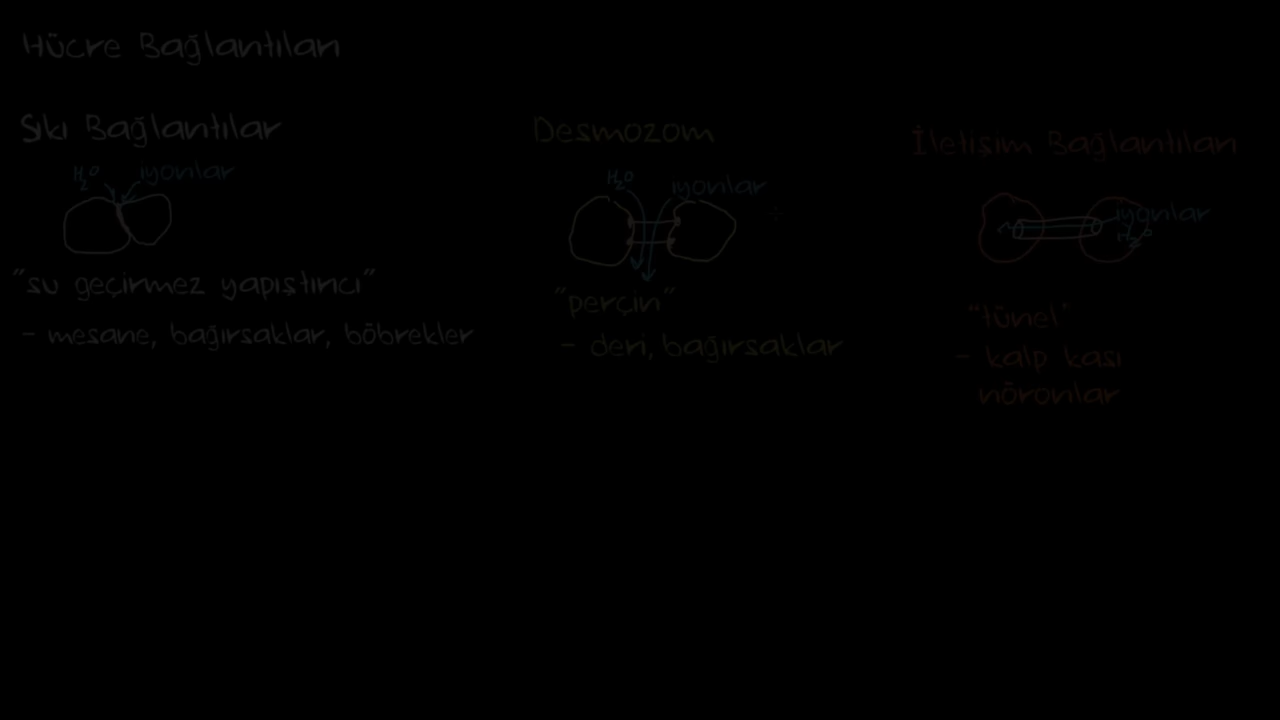 Hücre Bağlantıları
Sıkı Bağlantılar
H₂O iyonlar
"su geçirmez yapıştırıcı"
- mesane, bağırsaklar, böbrekler
Desmozom
H₂O iyonlar
"perçin"
- deri, bağırsaklar
İletişim Bağlantıları
iyonlar
H₂O
"tünel"
- kalp kası
nöronlar